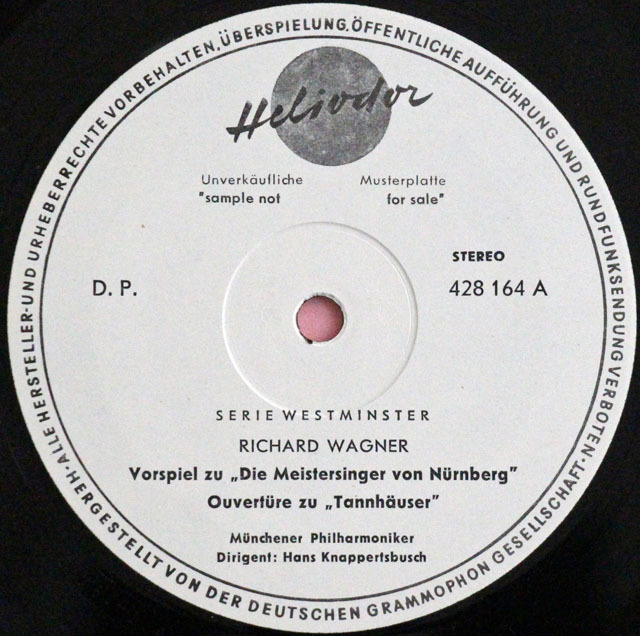 ALLE HERSTELLER-UND URHEBERRECHTE VORBEHALTEN, ÜBERSPIELUNG, ÖFFENTLICHE AUFFÜHRUNG UND RUNDFUNKSENDUNG VERBOTEN·
Heliodor
Unverkäufliche Musterplatte
"sample not for sale"
STEREO
D. P. 428 164 A
SERIE WESTMINSTER
RICHARD WAGNER
Vorspiel zu „Die Meistersinger von Nürnberg"
Ouvertüre zu „Tannhäuser"
Münchener Philharmoniker
Dirigent: Hans Knappertsbusch
·HERGESTELLT VON DER DEUTSCHEN GRAMMOPHON GESELLSCHAFT·